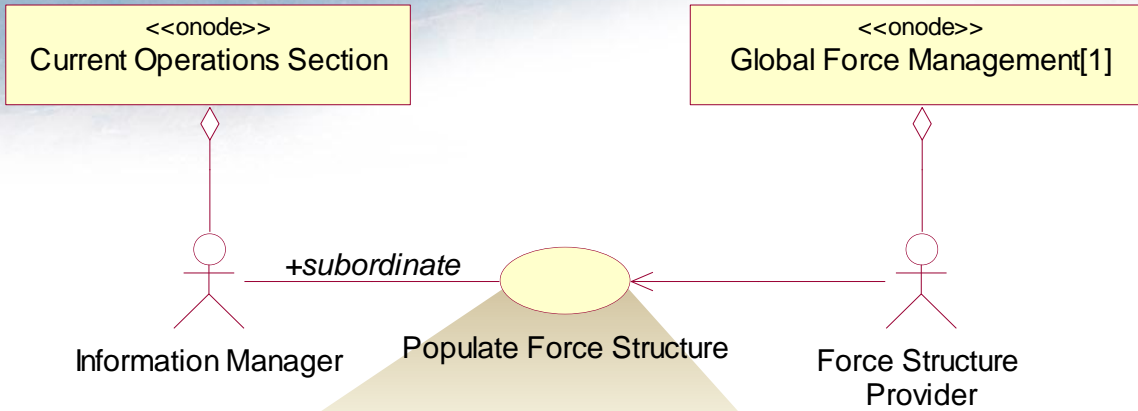 <<onode>>
Current Operations Section
<<onode>>
Global Force Management[1]
+subordinate
Information Manager
Populate Force Structure
Force Structure
Provider